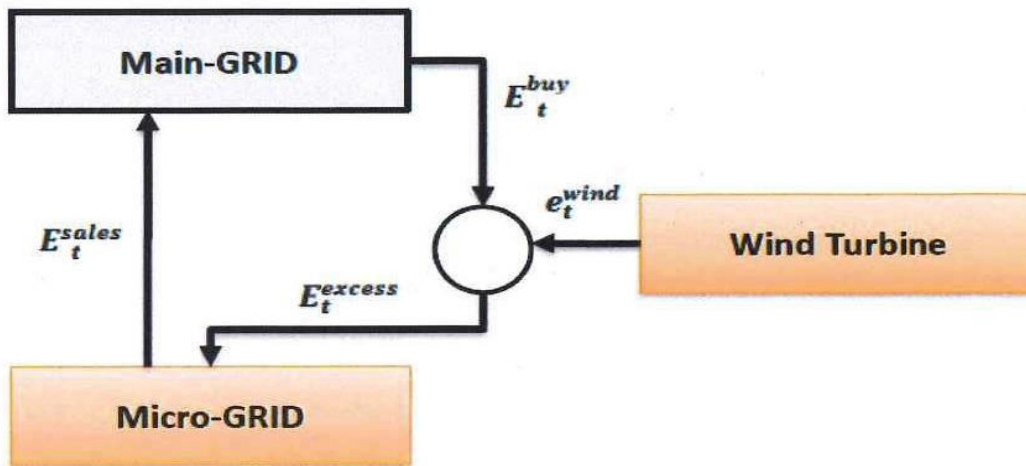 Main-GRID
E_t^{buy}
e_t^{wind}
Wind Turbine
E_t^{sales}
E_t^{excess}
Micro-GRID